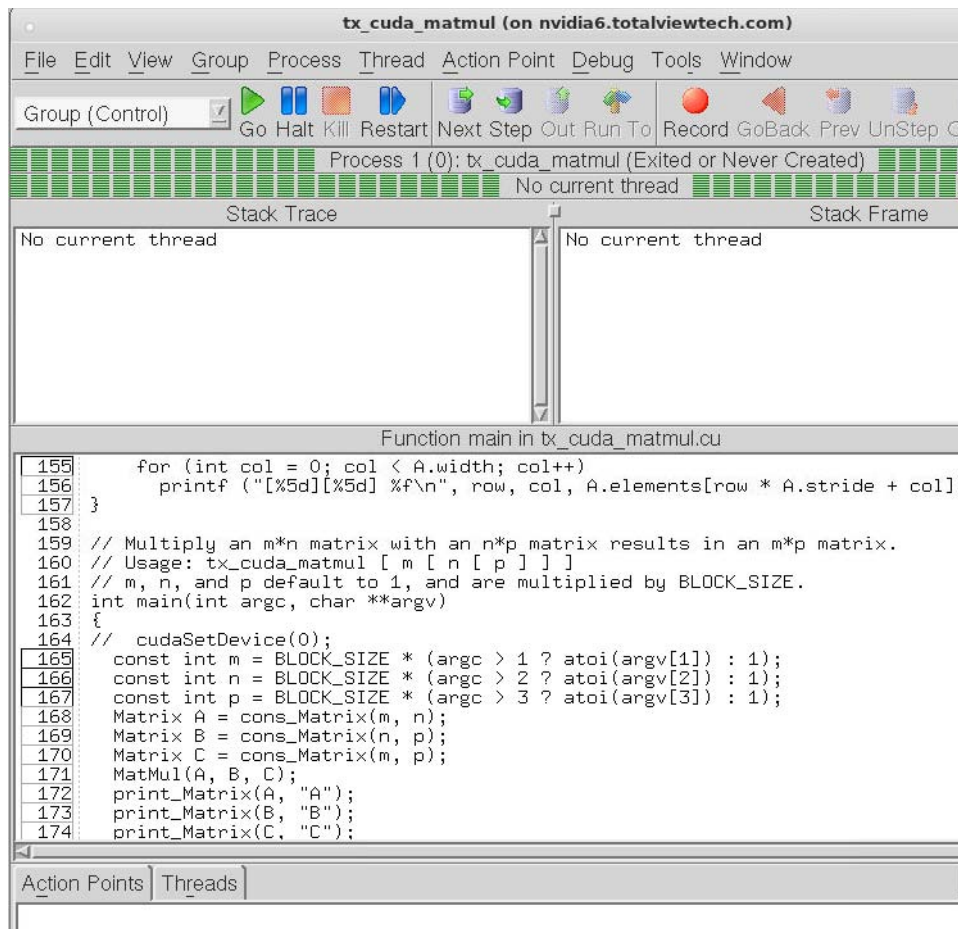 tx_cuda_matmul (on nvidia6.totalviewtech.com)
File Edit View Group Process Thread Action Point Debug Tools Window
Group (Control) Go Halt Kill Restart Next Step Out Run To Record GoBack Prev UnStep
Process 1 (0): tx_cuda_matmul (Exited or Never Created)
No current thread
Stack Trace Stack Frame
No current thread No current thread
Function main in tx_cuda_matmul.cu
155 for (int col = 0; col < A.width; col++)
156 printf ("[%5d][%5d] %f\n", row, col, A.elements[row * A.stride + col]
157 }
158
159 // Multiply an m*n matrix with an n*p matrix results in an m*p matrix.
160 // Usage: tx_cuda_matmul [ m [ n [ p ] ] ]
161 // m, n, and p default to 1, and are multiplied by BLOCK_SIZE.
162 int main(int argc, char **argv)
163 {
164 // cudaSetDevice(0);
165 const int m = BLOCK_SIZE * (argc > 1 ? atoi(argv[1]) : 1);
166 const int n = BLOCK_SIZE * (argc > 2 ? atoi(argv[2]) : 1);
167 const int p = BLOCK_SIZE * (argc > 3 ? atoi(argv[3]) : 1);
168 Matrix A = cons_Matrix(m, n);
169 Matrix B = cons_Matrix(n, p);
170 Matrix C = cons_Matrix(m, p);
171 MatMul(A, B, C);
172 print_Matrix(A, "A");
173 print_Matrix(B, "B");
174 print_Matrix(C, "C");
Action Points Threads